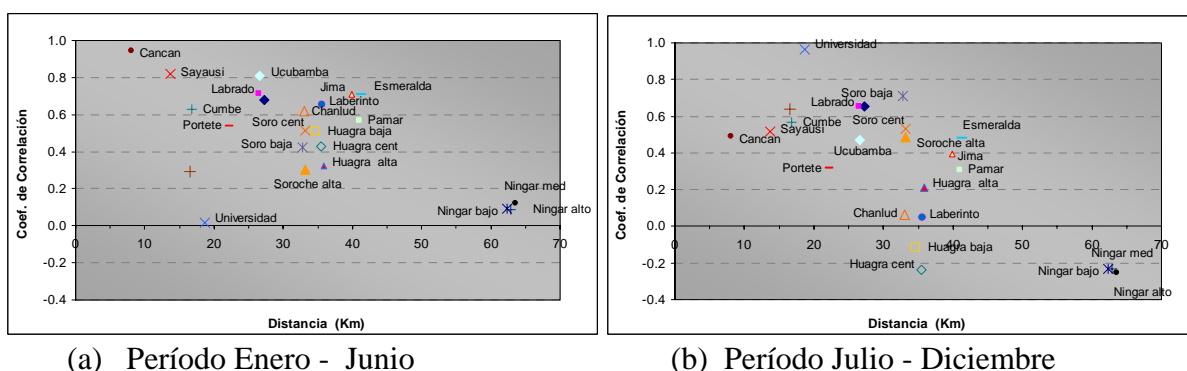 1.0
0.8
0.6
0.4
0.2
0.0
-0.2
-0.4
0 10 20 30 40 50 60 70
Coef. de Correlación
Distancia (Km)
Cancan
Sayausi
Ucubamba
Labrado
Jima
Esmeralda
Laberinto
Cumbe
Chanlud
Portete
Pamar
Soro cent
Huagra baja
Soro baja
Huagra cent
Huagra alta
Soroche alta
Ningar med
Ningar bajo
Ningar alto
Universidad
(a) Período Enero - Junio
1.0
0.8
0.6
0.4
0.2
0.0
-0.2
-0.4
0 10 20 30 40 50 60 70
Coef. de Correlación
Distancia (Km)
Universidad
Soro baja
Labrado
Soro cent
Cumbe
Sayausi
Esmeralda
Cancan
Ucubamba
Soroche alta
Jima
Portete
Pamar
Huagra alta
Chanlud
Laberinto
Huagra baja
Huagra cent
Ningar med
Ningar bajo
Ningar alto
(b) Período Julio - Diciembre